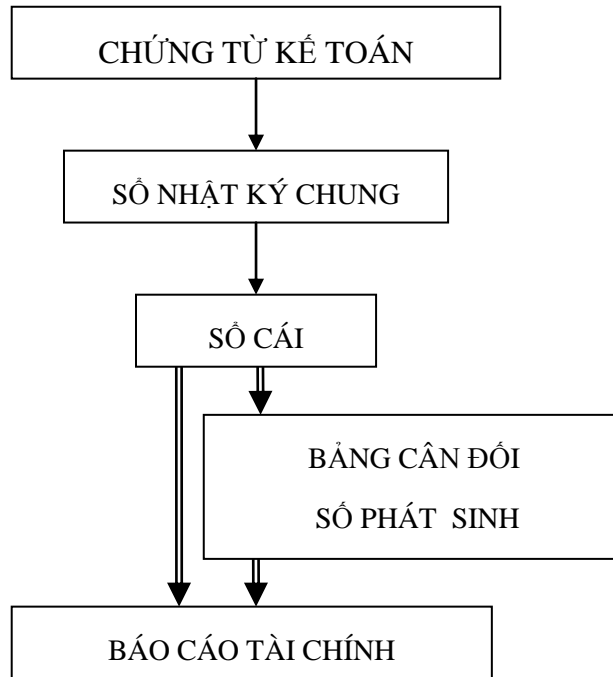 CHỨNG TỪ KẾ TOÁN
SỔ NHẬT KÝ CHUNG
SỔ CÁI
BẢNG CÂN ĐỐI
SỐ PHÁT SINH
BÁO CÁO TÀI CHÍNH